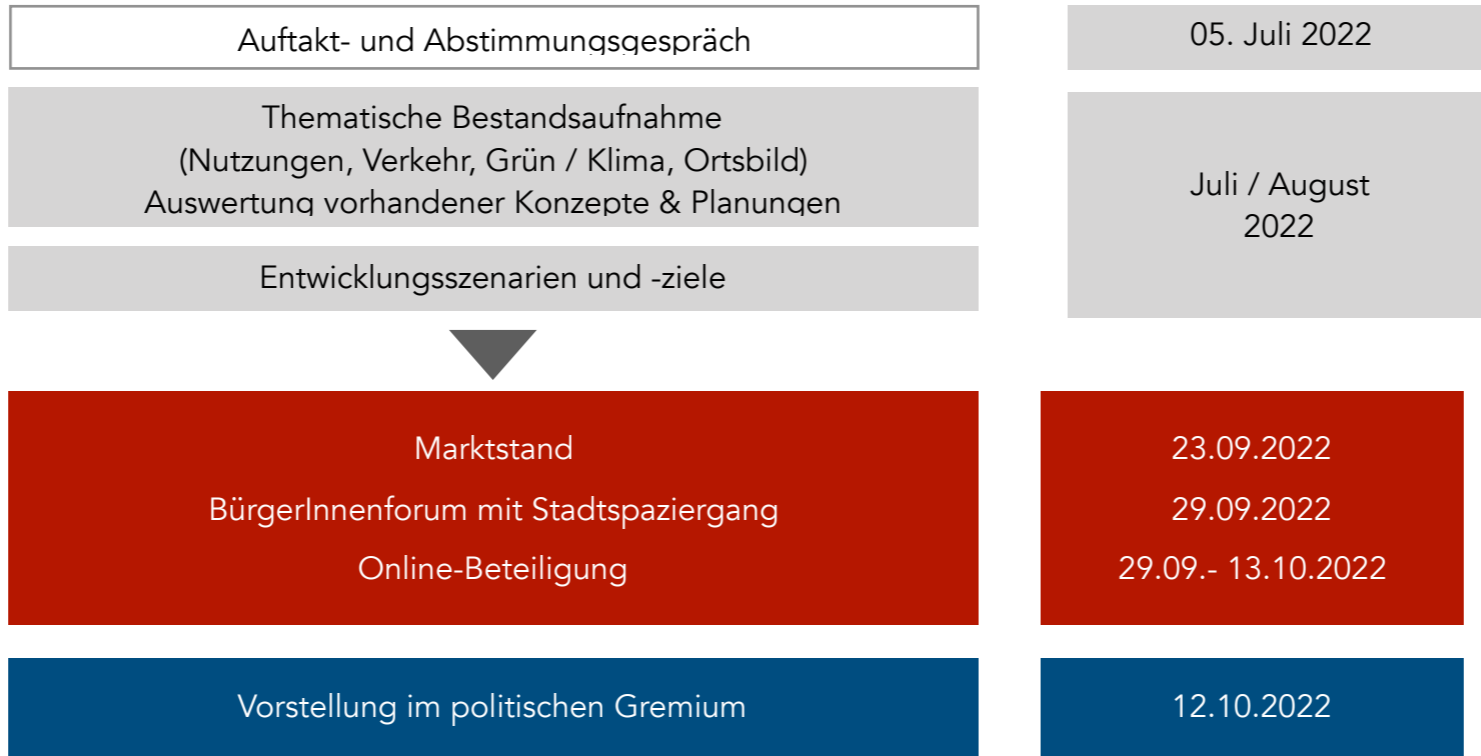 Auftakt- und Abstimmungsgespräch
05. Juli 2022
Thematische Bestandsaufnahme
(Nutzungen, Verkehr, Grün / Klima, Ortsbild)
Auswertung vorhandener Konzepte & Planungen
Juli / August
2022
Entwicklungsszenarien und -ziele
Marktstand
23.09.2022
BürgerInnenforum mit Stadtspaziergang
29.09.2022
Online-Beteiligung
29.09.- 13.10.2022
Vorstellung im politischen Gremium
12.10.2022